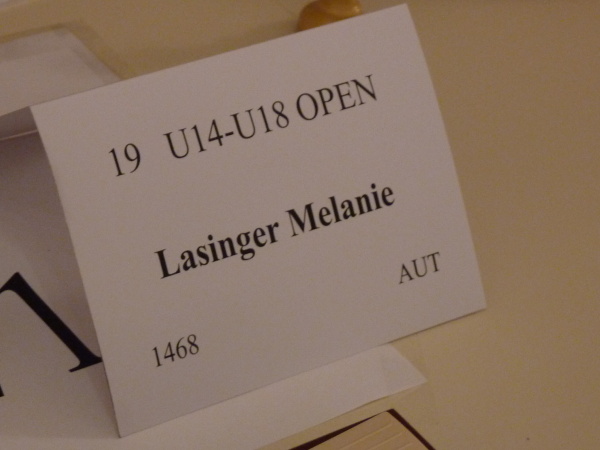 19 U14-U18 OPEN
Lasinger Melanie
AUT
1468